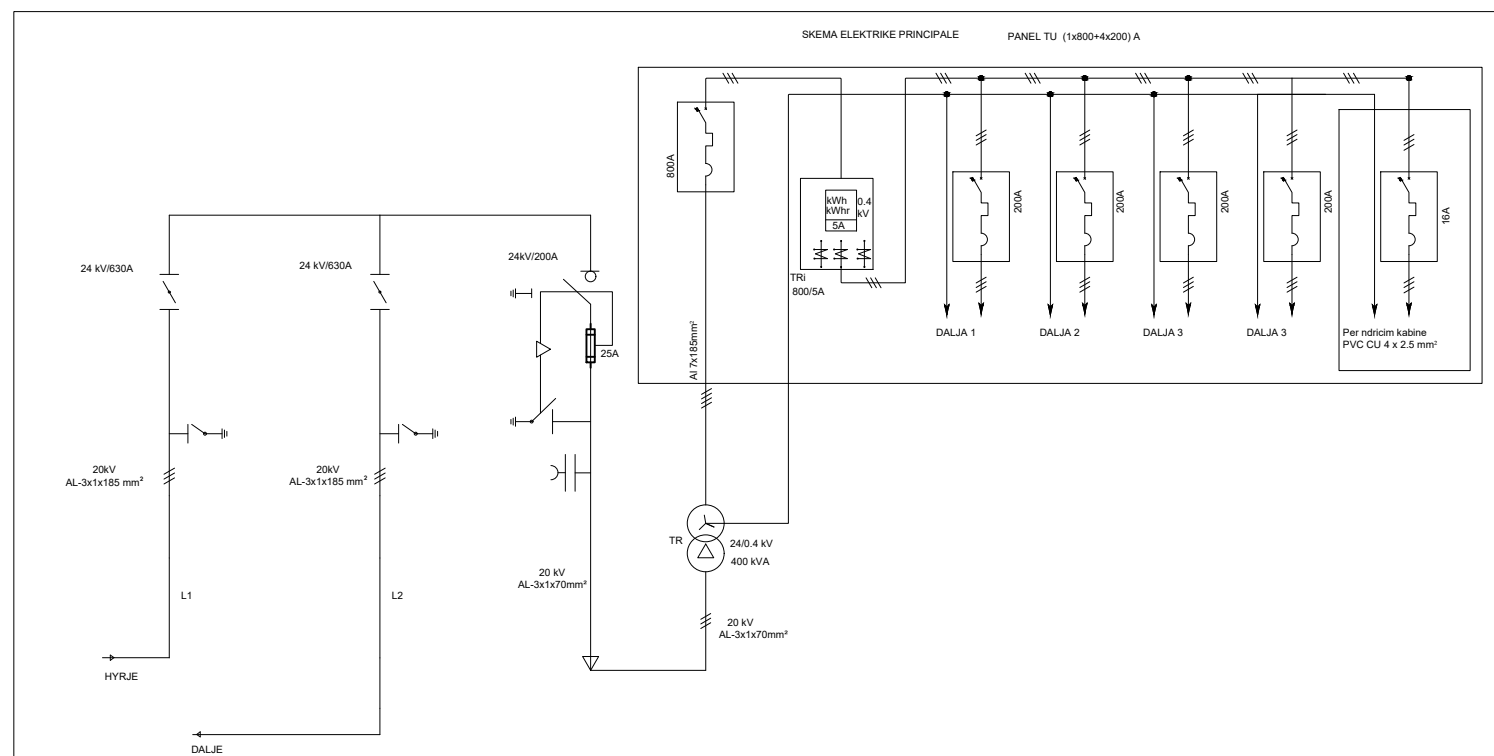 SKEMA ELEKTRIKE PRINCIPALE
PANEL TU (1x800+4x200) A
800A
kWh
kWhr
0.4
kV
5A
TRi
800/5A
200A
200A
200A
200A
16A
24 kV/630A
24 kV/630A
24kV/200A
25A
Al 7x185mm²
DALJA 1
DALJA 2
DALJA 3
DALJA 3
Per ndricim kabine
PVC CU 4 x 2.5 mm²
20kV
AL-3x1x185 mm²
20kV
AL-3x1x185 mm²
TR
24/0.4 kV
400 kVA
20 kV
AL-3x1x70mm²
L1
L2
20 kV
AL-3x1x70mm²
HYRJE
DALJE